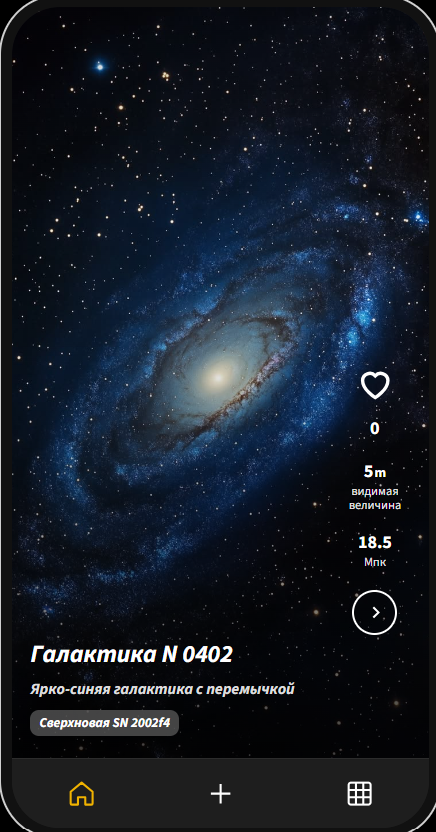 0
5m
видимая
величина
18.5
Мпк
Галактика N 0402
Ярко-синяя галактика с перемычкой
Сверхновая SN 2002f4